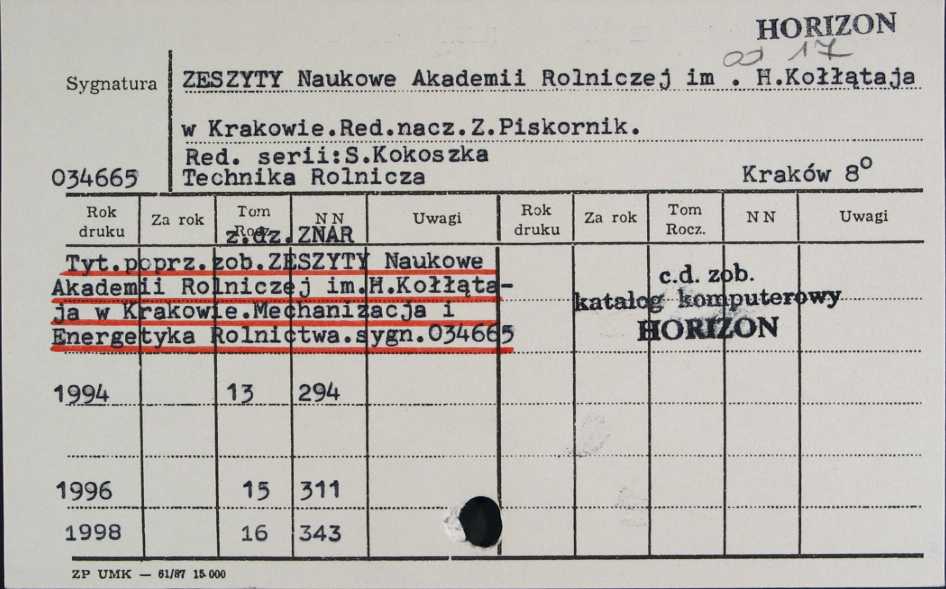 HORIZON
od 17
Sygnatura ZESZYTY Naukowe Akademii Rolniczej im . H.Kołłątaja
w Krakowie.Red.nacz.Z.Piskornik.
Red. serii:S.Kokoszka
034665 Technika Rolnicza Kraków 8°
Rok druku Za rok Tom Rocz. N N Uwagi Rok druku Za rok Tom Rocz. N N Uwagi
z.dz. ZNAR
Tyt.poprz.zob.ZESZYTY Naukowe
Akademii Rolniczej im.H.Kołłąta-
ja w Krakowie.Mechanizacja i
Energetyka Rolnictwa.sygn.034665
c.d. zob.
katalog komputerowy
HORIZON
1994 13 294
1996 15 311
1998 16 343
ZP UMK — 61/87 15.000